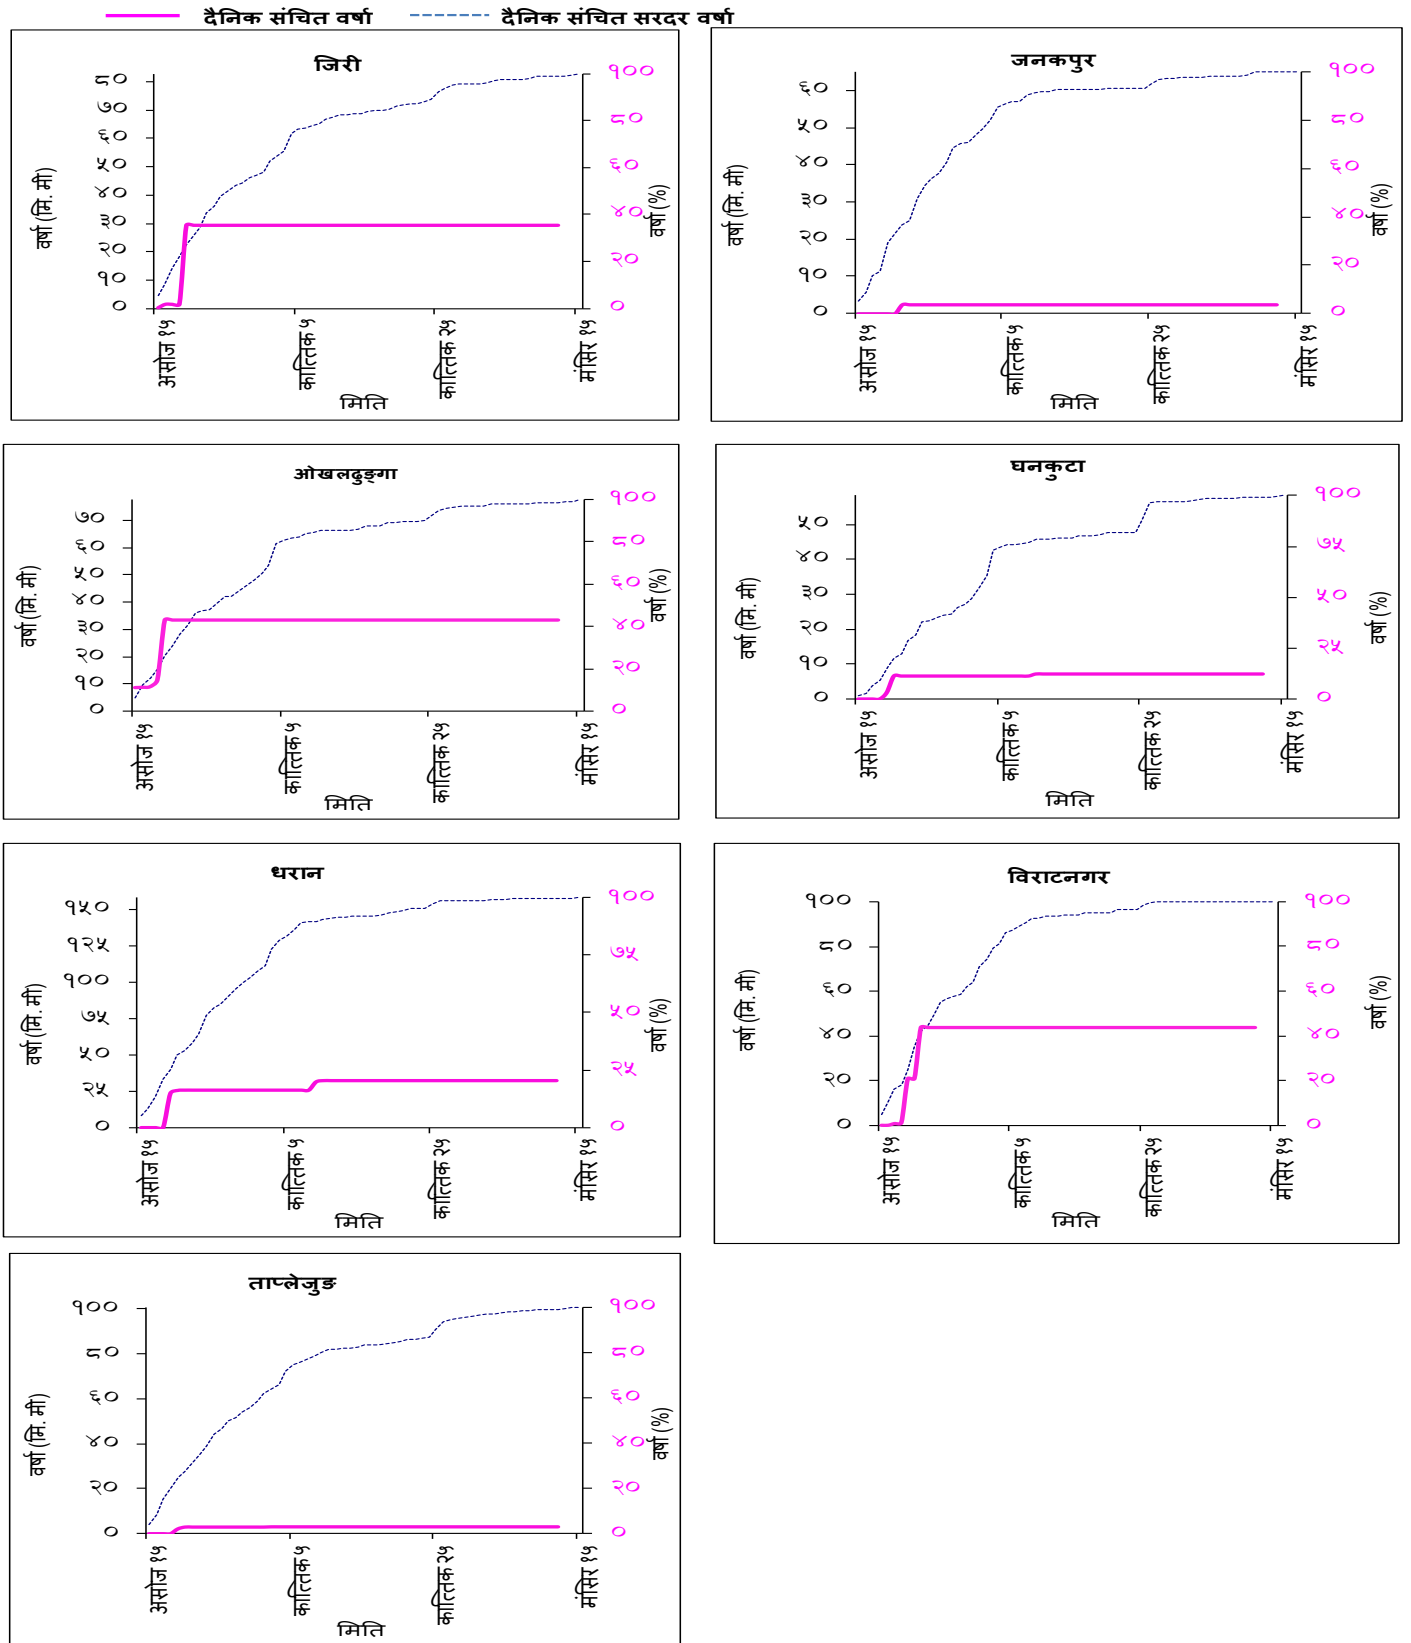 दैनिक संचित वर्षा दैनिक संचित सरदर वर्षा
जिरी
वर्षा (मि. मी)
८० ७० ६० ५० ४० ३० २० १० ०
१०० ८० ६० ४० २० ०
वर्षा (%)
असोज १५ कात्तिक ५ कात्तिक २५ मंसिर १५
मिति
जनकपुर
वर्षा (मि. मी)
६० ५० ४० ३० २० १० ०
१०० ८० ६० ४० २० ०
वर्षा (%)
असोज १५ कात्तिक ५ कात्तिक २५ मंसिर १५
मिति
ओखलढुङ्गा
वर्षा (मि. मी)
७० ६० ५० ४० ३० २० १० ०
१०० ८० ६० ४० २० ०
वर्षा (%)
असोज १५ कात्तिक ५ कात्तिक २५ मंसिर १५
मिति
घनकुटा
वर्षा (मि. मी)
५० ४० ३० २० १० ०
१०० ७५ ५० २५ ०
वर्षा (%)
असोज १५ कात्तिक ५ कात्तिक २५ मंसिर १५
मिति
धरान
वर्षा (मि. मी)
१५० १२५ १०० ७५ ५० २५ ०
१०० ७५ ५० २५ ०
वर्षा (%)
असोज १५ कात्तिक ५ कात्तिक २५ मंसिर १५
मिति
विराटनगर
वर्षा (मि. मी)
१०० ८० ६० ४० २० ०
१०० ८० ६० ४० २० ०
वर्षा (%)
असोज १५ कात्तिक ५ कात्तिक २५ मंसिर १५
मिति
ताप्लेजुङ
वर्षा (मि. मी)
१०० ८० ६० ४० २० ०
१०० ८० ६० ४० २० ०
वर्षा (%)
असोज १५ कात्तिक ५ कात्तिक २५ मंसिर १५
मिति